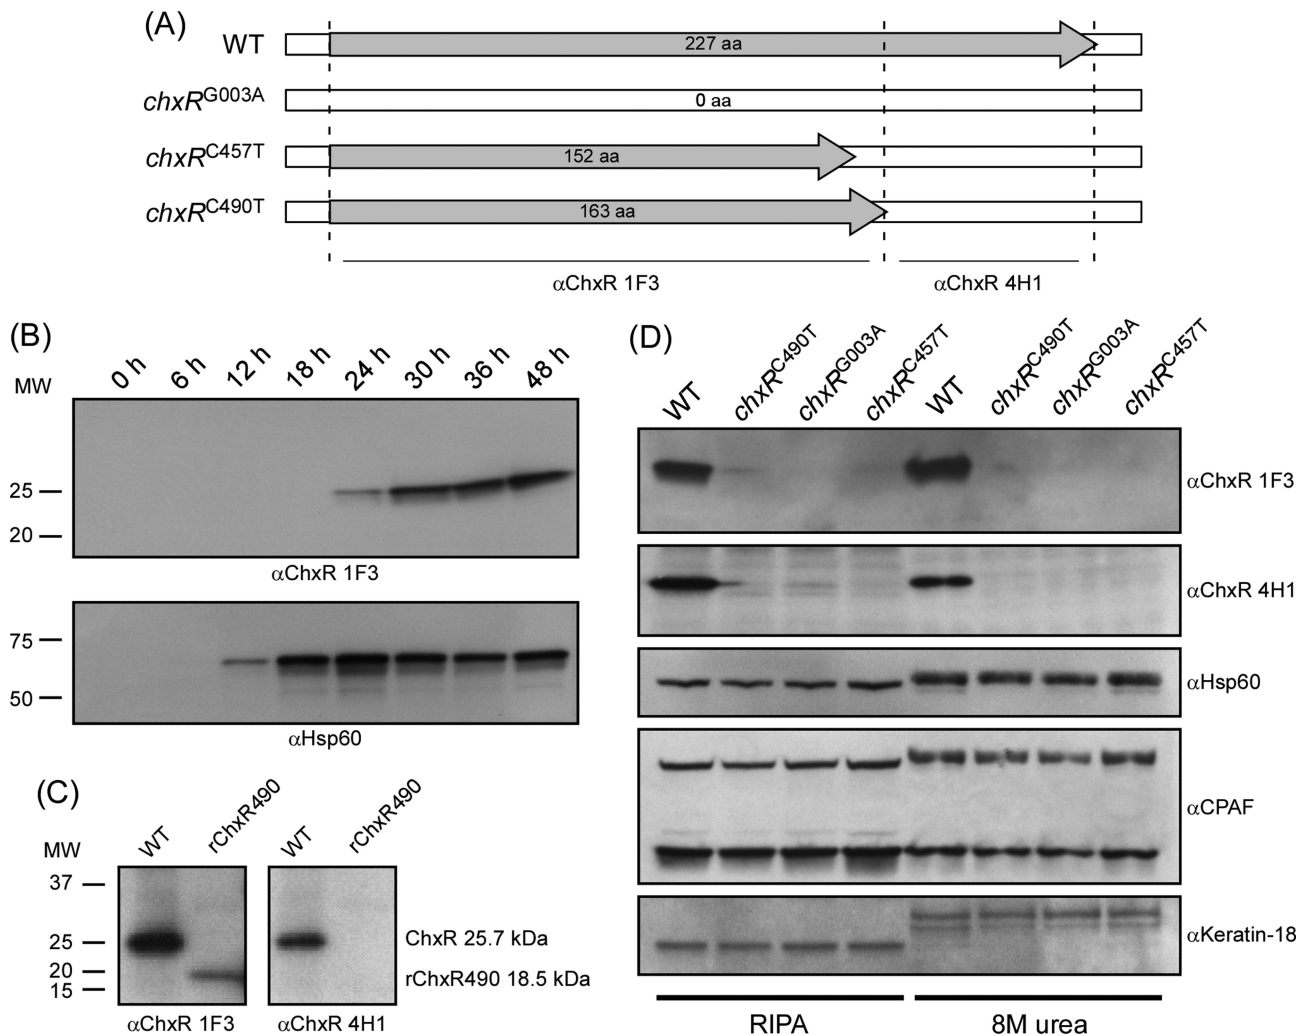 (A)
WT
227 aa
chxR G003A
0 aa
chxR C457T
152 aa
chxR C490T
163 aa
αChxR 1F3
αChxR 4H1
(B)
MW
0 h
6 h
12 h
18 h
24 h
30 h
36 h
48 h
25
20
αChxR 1F3
75
50
αHsp60
(C)
MW
WT
rChxR490
WT
rChxR490
37
25
20
15
ChxR 25.7 kDa
rChxR490 18.5 kDa
αChxR 1F3
αChxR 4H1
(D)
WT
chxR C490T
chxR G003A
chxR C457T
WT
chxR C490T
chxR G003A
chxR C457T
αChxR 1F3
αChxR 4H1
αHsp60
αCPAF
αKeratin-18
RIPA
8M urea